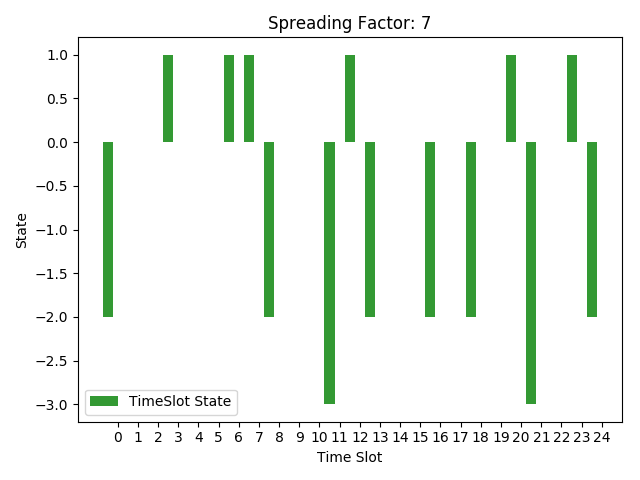 Spreading Factor: 7
1.0
0.5
0.0
−0.5
−1.0
−1.5
−2.0
−2.5
−3.0
State
TimeSlot State
0 1 2 3 4 5 6 7 8 9 10 11 12 13 14 15 16 17 18 19 20 21 22 23 24
Time Slot